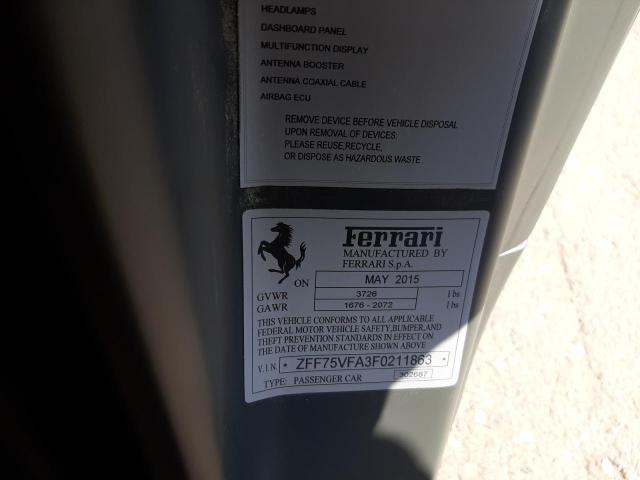 HEADLAMPS
DASHBOARD PANEL
MULTIFUNCTION DISPLAY
ANTENNA BOOSTER
ANTENNA COAXIAL CABLE
AIRBAG ECU
REMOVE DEVICE BEFORE VEHICLE DISPOSAL
UPON REMOVAL OF DEVICES:
PLEASE REUSE,RECYCLE,
OR DISPOSE AS HAZARDOUS WASTE
Ferrari
MANUFACTURED BY
FERRARI S.p.A.
ON MAY 2015
GVWR 3726 lbs
GAWR 1676 - 2072 lbs
THIS VEHICLE CONFORMS TO ALL APPLICABLE
FEDERAL MOTOR VEHICLE SAFETY,BUMPER,AND
THEFT PREVENTION STANDARDS IN EFFECT ON
THE DATE OF MANUFACTURE SHOWN ABOVE
V.I.N. * ZFF75VFA3F0211863 *
TYPE: PASSENGER CAR 302687